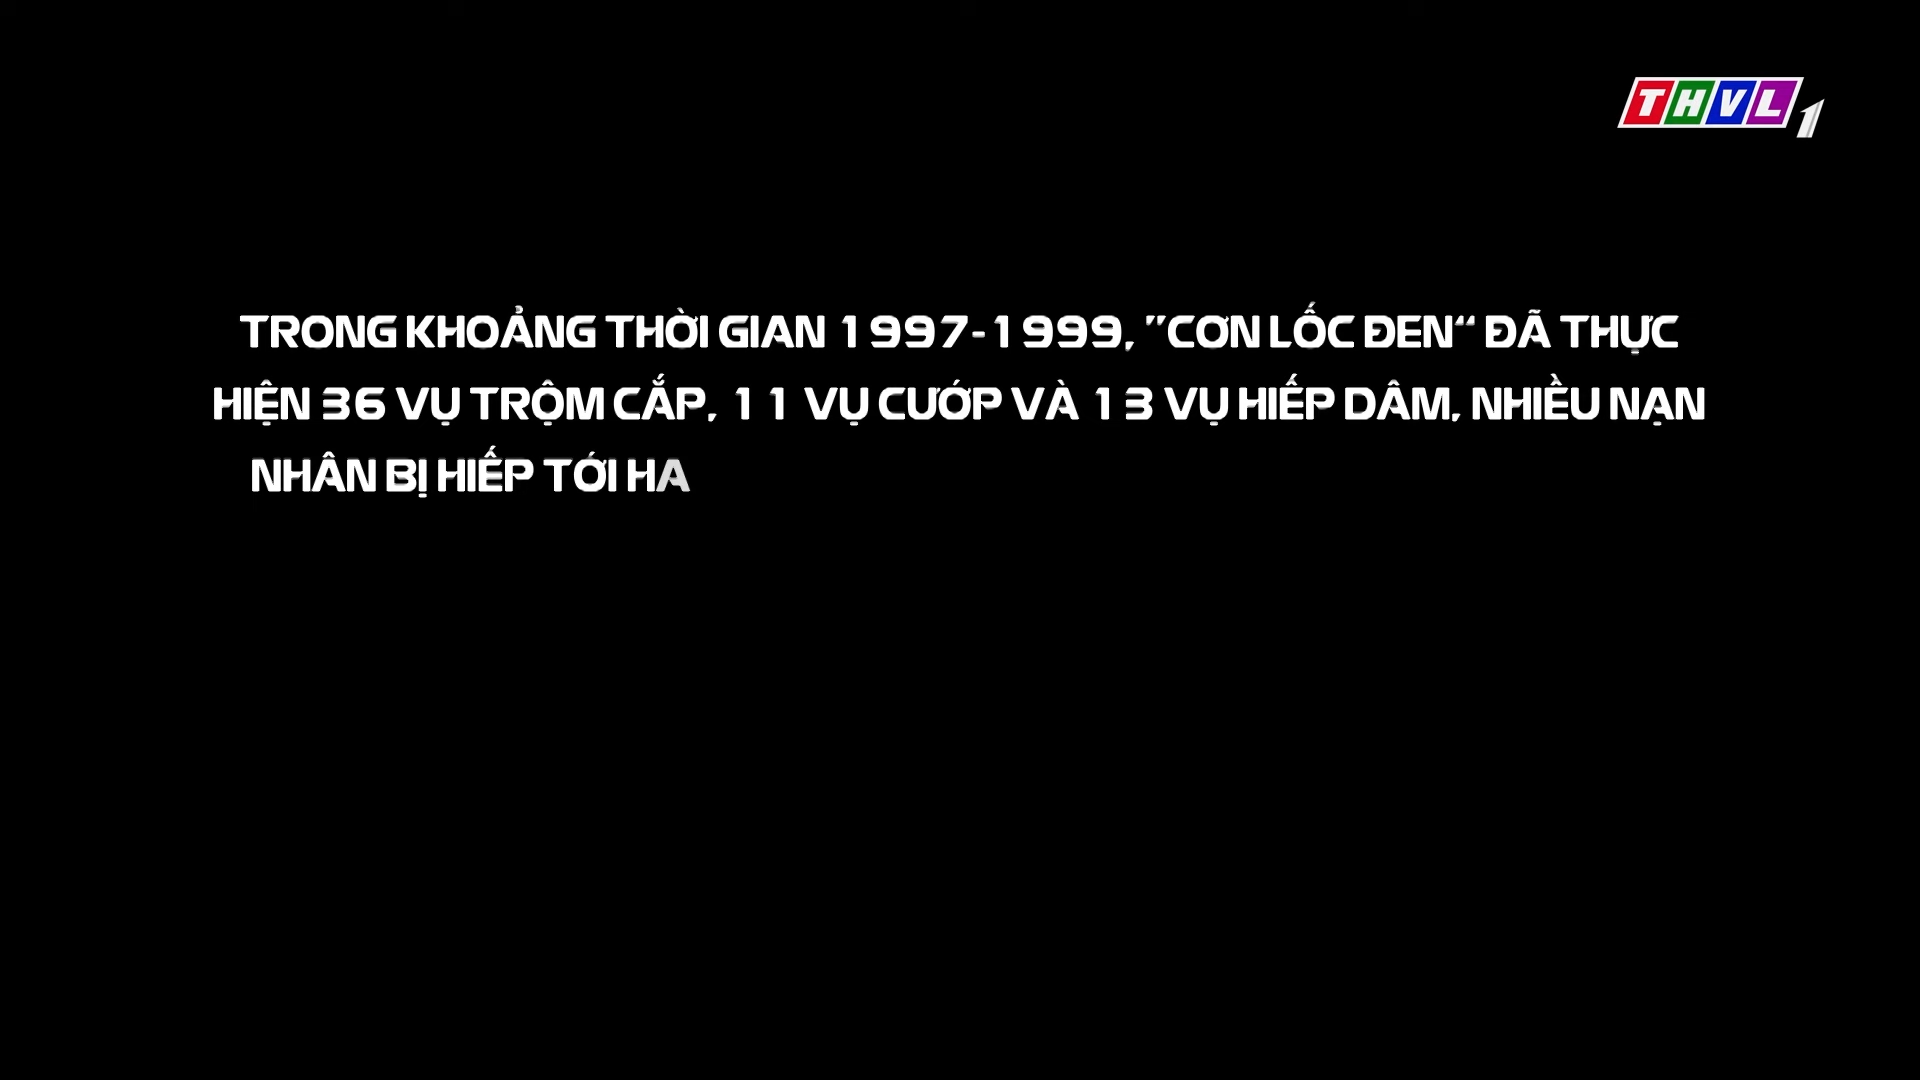 THVL1
TRONG KHOẢNG THỜI GIAN 1997-1999, "CƠN LỐC ĐEN“ ĐÃ THỰC
HIỆN 36 VỤ TRỘM CẮP, 11 VỤ CƯỚP VÀ 13 VỤ HIẾP DÂM, NHIỀU NẠN
NHÂN BỊ HIẾP TỚI HA